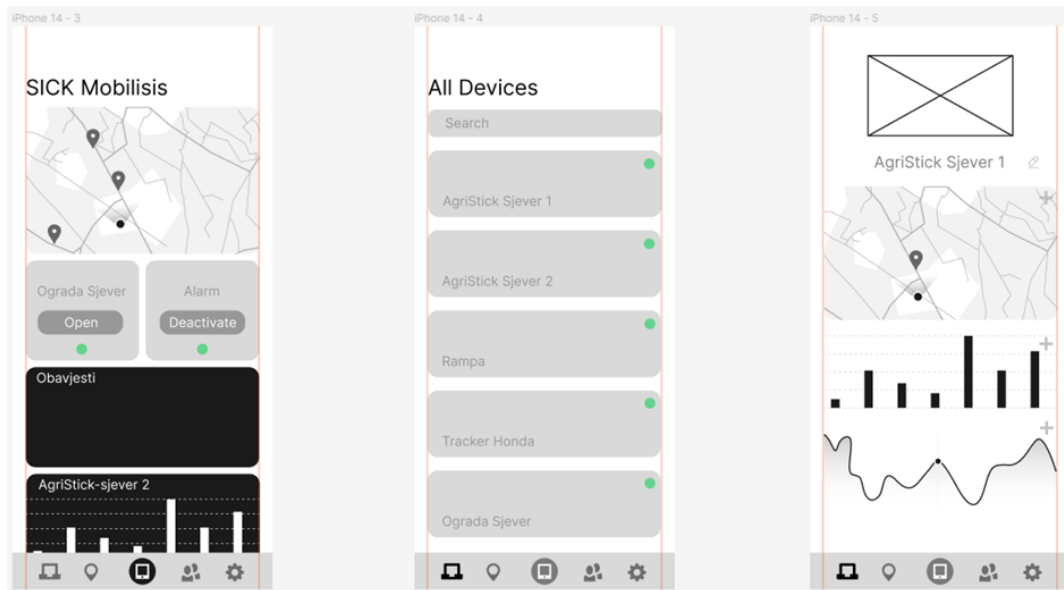 iPhone 14 - 3
SICK Mobilisis
Ograda Sjever
Open
Alarm
Deactivate
Obavjesti
AgriStick-sjever 2
iPhone 14 - 4
All Devices
Search
AgriStick Sjever 1
AgriStick Sjever 2
Rampa
Tracker Honda
Ograda Sjever
iPhone 14 - 5
AgriStick Sjever 1